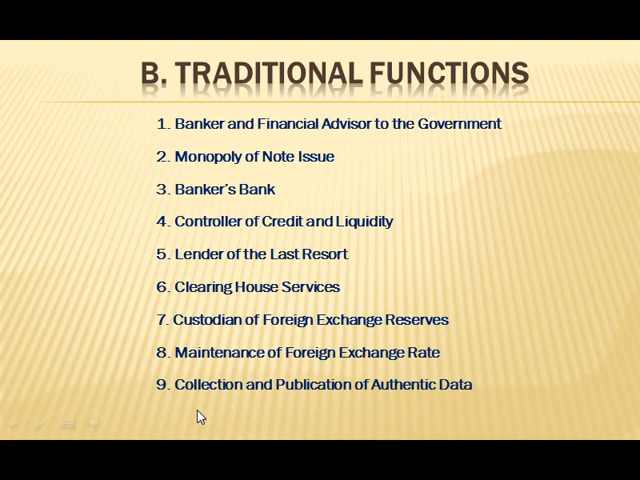 B. TRADITIONAL FUNCTIONS
1. Banker and Financial Advisor to the Government
2. Monopoly of Note Issue
3. Banker's Bank
4. Controller of Credit and Liquidity
5. Lender of the Last Resort
6. Clearing House Services
7. Custodian of Foreign Exchange Reserves
8. Maintenance of Foreign Exchange Rate
9. Collection and Publication of Authentic Data